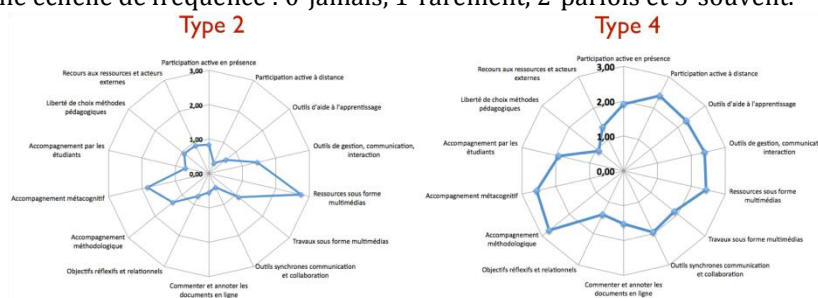 ne échelle de fréquence : 0-jamais, 1-rarement, 2-parfois et 3-souvent.
Type 2
Participation active en présence
3,00
2,00
1,00
0,00
Participation active à distance
Outils d'aide à l'apprentissage
Outils de gestion, communication,
interaction
Ressources sous forme
multimédias
Travaux sous forme multimédias
Outils synchrones communication
et collaboration
Commenter et annoter les
documents en ligne
Objectifs réflexifs et relationnels
Accompagnement
méthodologique
Accompagnement métacognitif
Accompagnement par les
étudiants
Liberté de choix méthodes
pédagogiques
Recours aux ressources et acteurs
externes
Type 4
Participation active en présence
3,00
2,00
1,00
0,00
Participation active à distance
Outils d'aide à l'apprentissage
Outils de gestion, communicat
interaction
Ressources sous forme
multimédias
Travaux sous forme multimédias
Outils synchrones communication
et collaboration
Commenter et annoter les
documents en ligne
Objectifs réflexifs et relationnels
Accompagnement
méthodologique
Accompagnement métacognitif
Accompagnement par les
étudiants
Liberté de choix méthodes
pédagogiques
Recours aux ressources et acteurs
externes